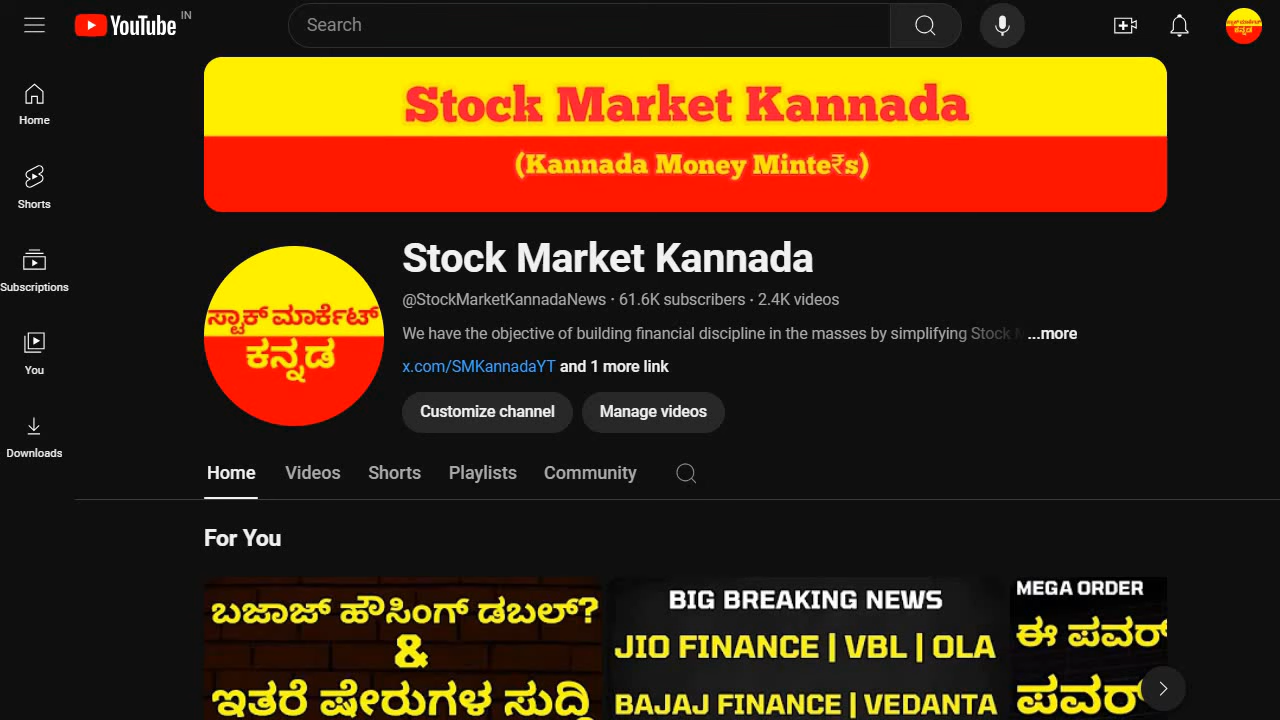 YouTube IN
Search
Home
Shorts
Subscriptions
You
Downloads
Stock Market Kannada
(Kannada Money Minte₹s)
ಸ್ಟಾಕ್ ಮಾರ್ಕೆಟ್
ಕನ್ನಡ
Stock Market Kannada
@StockMarketKannadaNews · 61.6K subscribers · 2.4K videos
We have the objective of building financial discipline in the masses by simplifying Stock ...more
x.com/SMKannadaYT and 1 more link
Customize channel Manage videos
Home Videos Shorts Playlists Community
For You
ಬಜಾಜ್ ಹೌಸಿಂಗ್ ಡಬಲ್?
&
ಇತರೆ ಷೇರುಗಳ ಸುದ್ದಿ
BIG BREAKING NEWS
JIO FINANCE | VBL | OLA
BAJAJ FINANCE | VEDANTA
MEGA ORDER
ಈ ಪವರ್
ಪವರ್